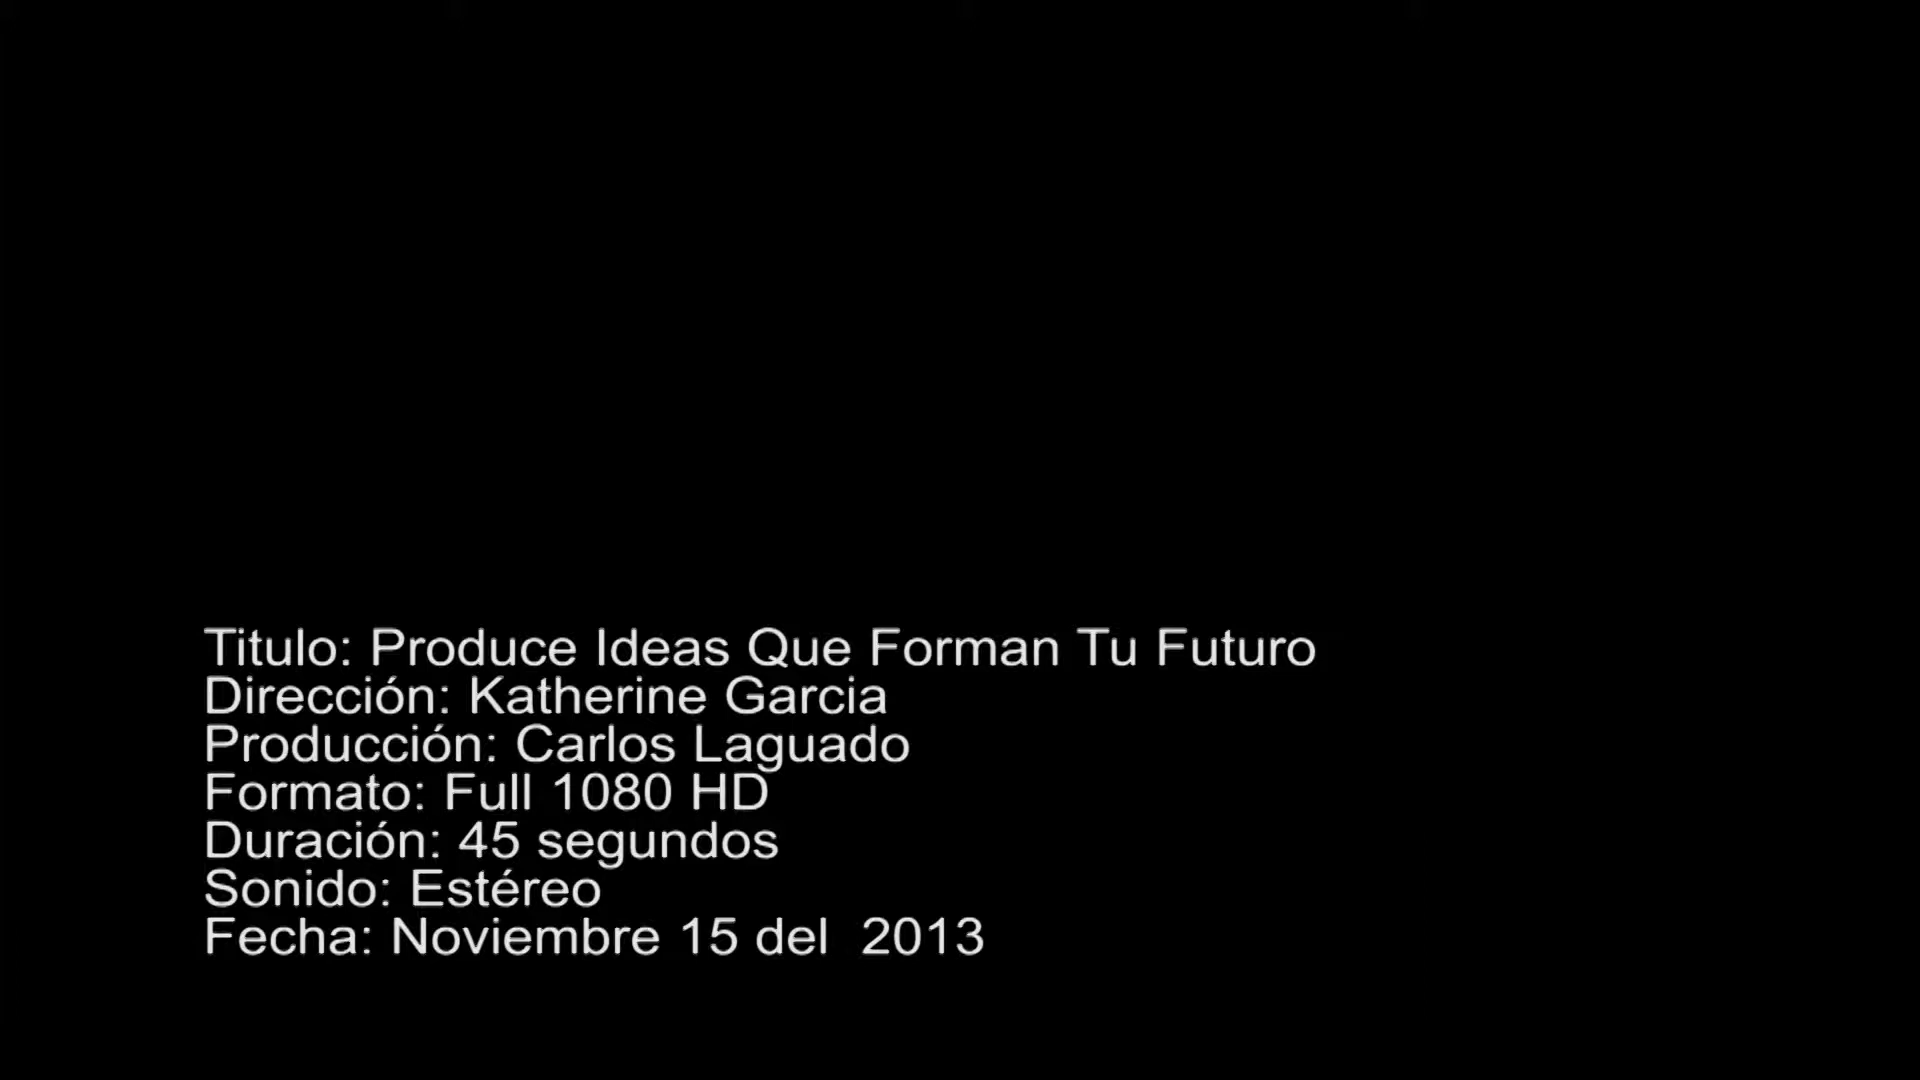 Titulo: Produce Ideas Que Forman Tu Futuro
Dirección: Katherine Garcia
Producción: Carlos Laguado
Formato: Full 1080 HD
Duración: 45 segundos
Sonido: Estéreo
Fecha: Noviembre 15 del  2013